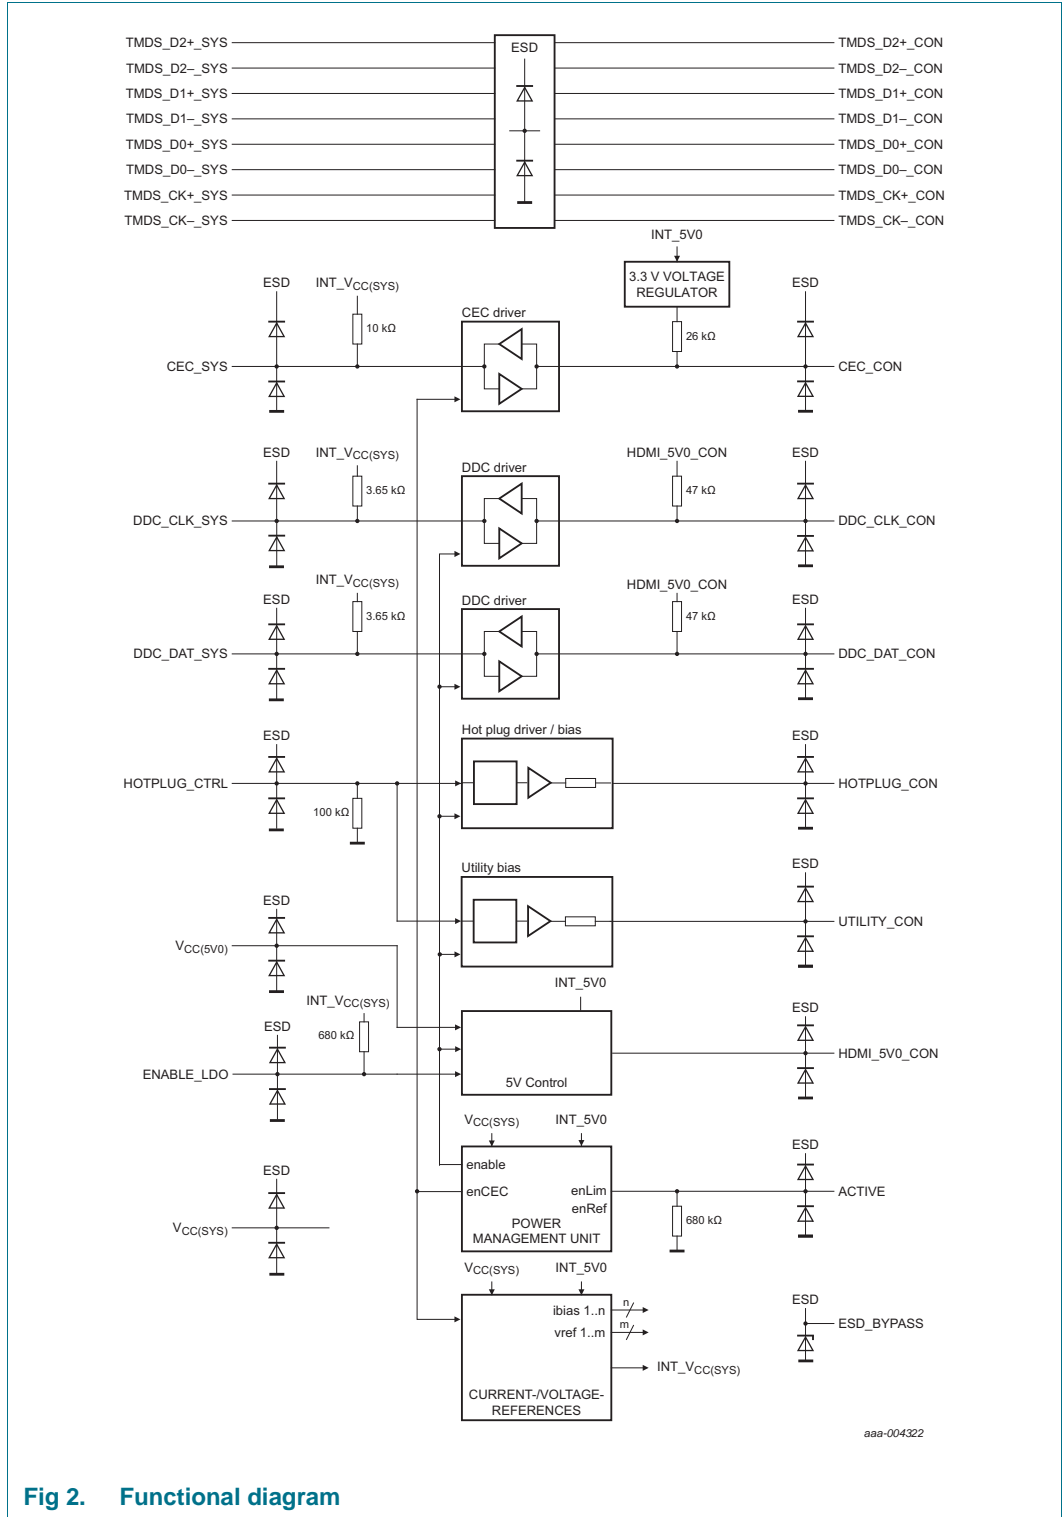 TMDS_D2+_SYS ESD TMDS_D2+_CON
TMDS_D2–_SYS TMDS_D2–_CON
TMDS_D1+_SYS TMDS_D1+_CON
TMDS_D1–_SYS TMDS_D1–_CON
TMDS_D0+_SYS TMDS_D0+_CON
TMDS_D0–_SYS TMDS_D0–_CON
TMDS_CK+_SYS TMDS_CK+_CON
TMDS_CK–_SYS TMDS_CK–_CON
INT_5V0
ESD INT_VCC(SYS) 3.3 V VOLTAGE REGULATOR ESD
CEC driver
10 kΩ 26 kΩ
CEC_SYS CEC_CON
ESD INT_VCC(SYS) HDMI_5V0_CON ESD
DDC driver
3.65 kΩ 47 kΩ
DDC_CLK_SYS DDC_CLK_CON
INT_VCC(SYS) HDMI_5V0_CON
ESD DDC driver ESD
3.65 kΩ 47 kΩ
DDC_DAT_SYS DDC_DAT_CON
ESD Hot plug driver / bias ESD
HOTPLUG_CTRL HOTPLUG_CON
100 kΩ
Utility bias ESD
ESD
UTILITY_CON
VCC(5V0)
INT_5V0
INT_VCC(SYS) ESD
ESD 680 kΩ
HDMI_5V0_CON
ENABLE_LDO 5V Control
VCC(SYS) INT_5V0
ESD enable ESD
enCEC enLim ACTIVE
enRef
VCC(SYS) POWER 680 kΩ
MANAGEMENT UNIT
VCC(SYS) INT_5V0
ESD
ibias 1..n n
ESD_BYPASS
vref 1..m m
INT_VCC(SYS)
CURRENT-/VOLTAGE-
REFERENCES
aaa-004322
Fig 2. Functional diagram